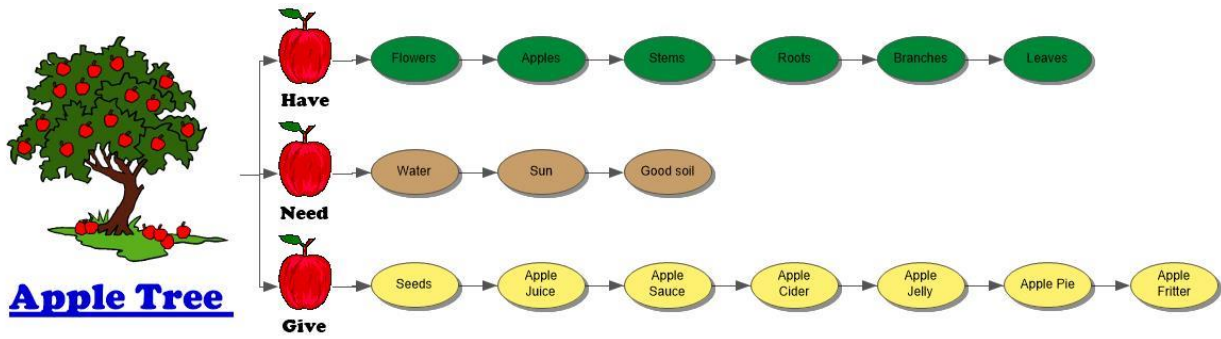 Flowers
Apples
Stems
Roots
Branches
Leaves
Have
Water
Sun
Good soil
Need
Apple Tree
Seeds
Apple
Juice
Apple
Sauce
Apple
Cider
Apple
Jelly
Apple Pie
Apple
Fritter
Give